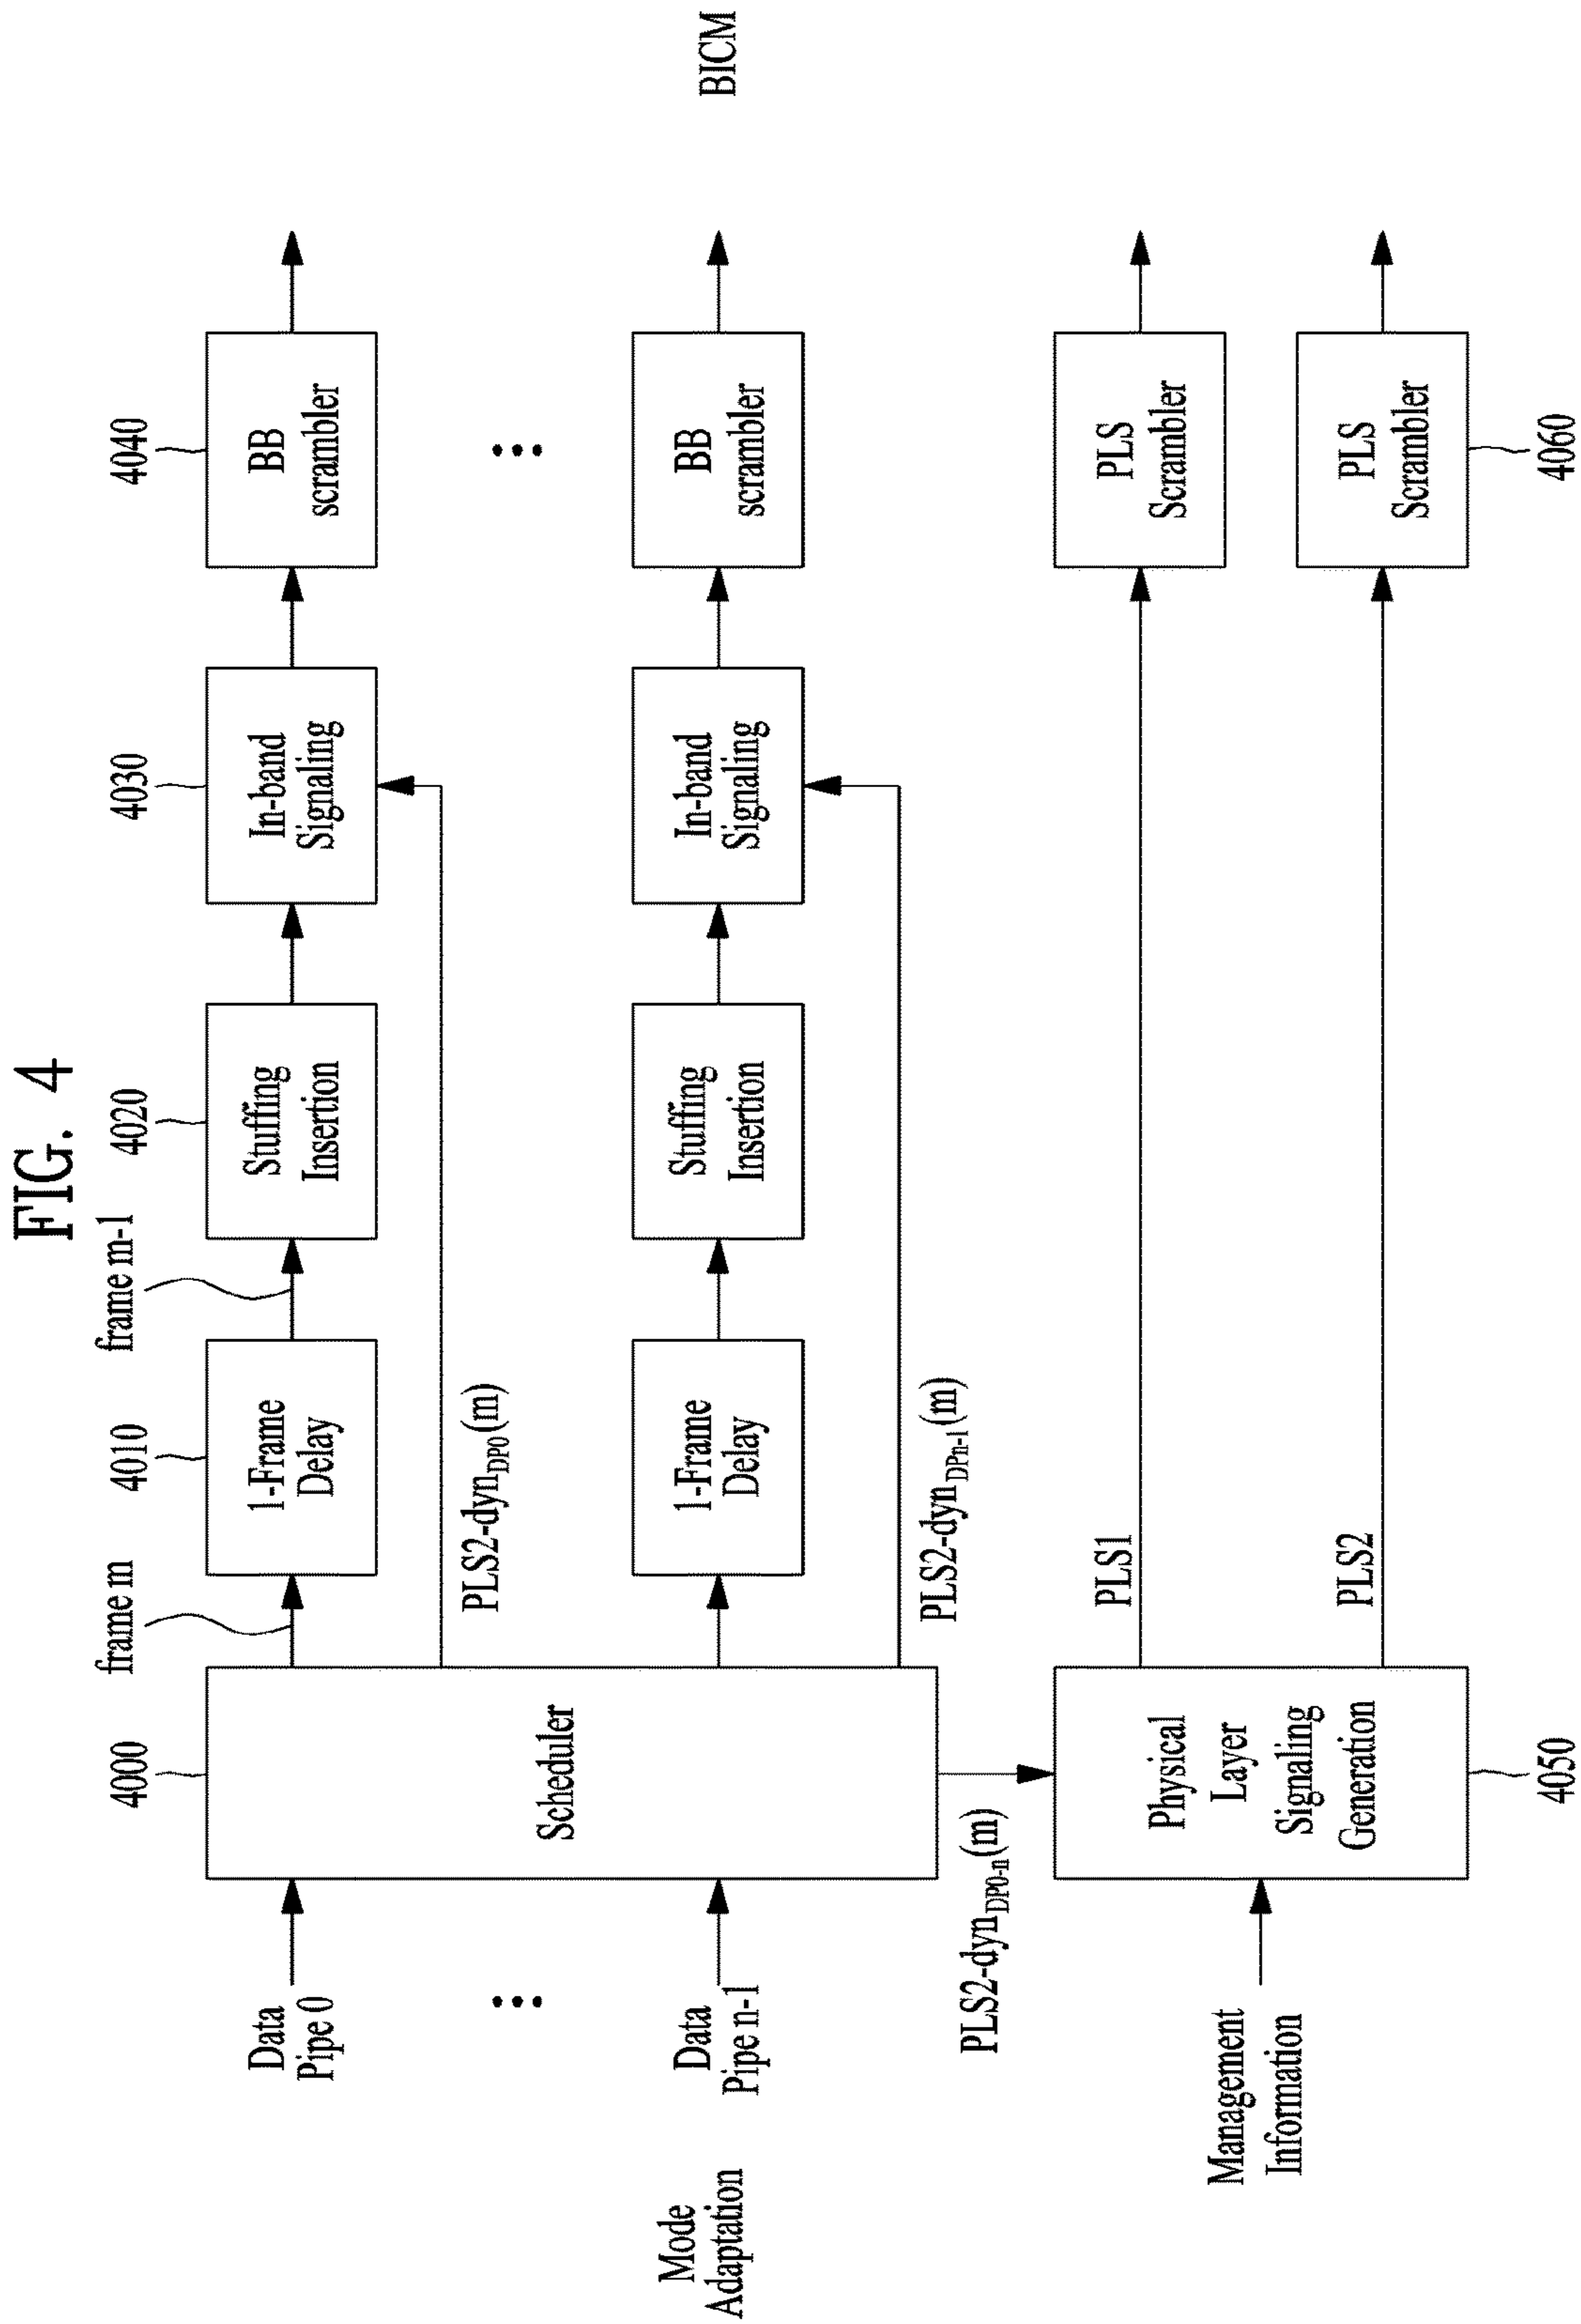 FIG. 4
4000
4010
4020
4030
4040
frame m
frame m-1
Data
Pipe 0
Scheduler
1-Frame
Delay
Stuffing
Insertion
In-band
Signaling
BB
scrambler
PLS2-dynDP0(m)
Mode
Adaptation
Data
Pipe n-1
1-Frame
Delay
Stuffing
Insertion
In-band
Signaling
BB
scrambler
BICM
PLS2-dynDPn-1(m)
PLS2-dynDP0-n(m)
Management
Information
Physical
Layer
Signaling
Generation
PLS1
PLS
Scrambler
PLS2
PLS
Scrambler
4050
4060